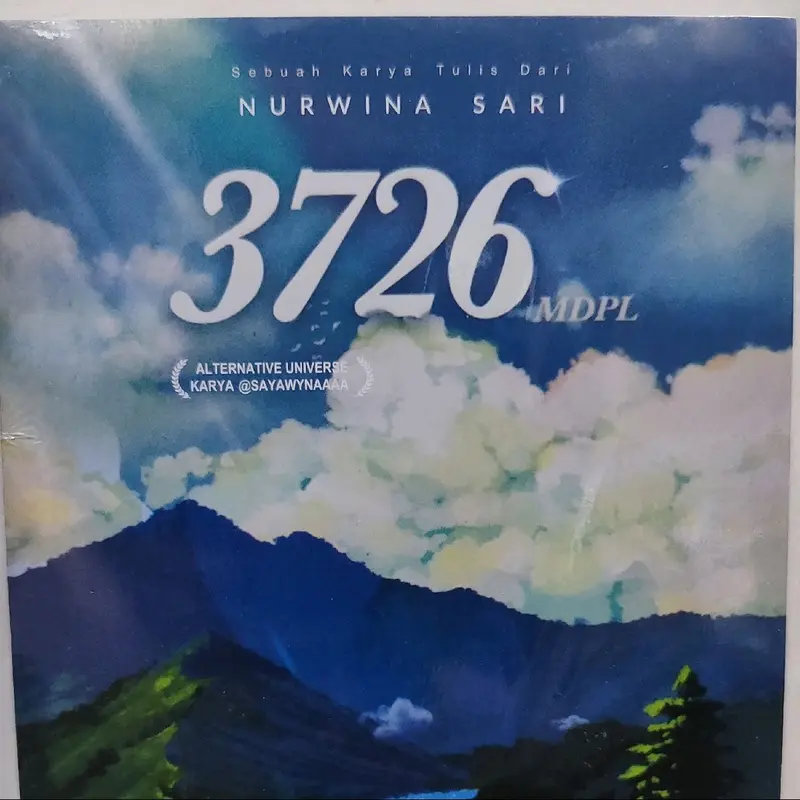 Sebuah Karya Tulis Dari
NURWINA SARI
3726 MDPL
ALTERNATIVE UNIVERSE
KARYA @SAYAWYNAAAA